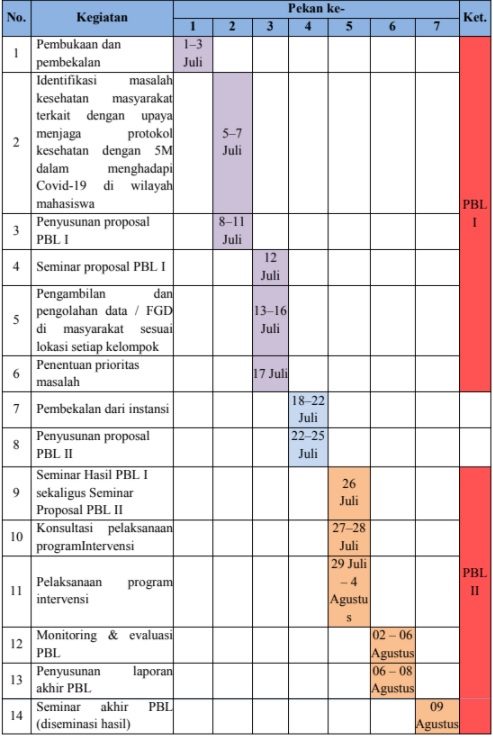 No. Kegiatan Pekan ke- Ket.
1 2 3 4 5 6 7
1 Pembukaan dan pembekalan 1–3 Juli
2 Identifikasi masalah
kesehatan masyarakat
terkait dengan upaya
menjaga protokol
kesehatan dengan 5M
dalam menghadapi
Covid-19 di wilayah
mahasiswa
5–7
Juli
3 Penyusunan proposal
PBL I
8–11
Juli
PBL
I
4 Seminar proposal PBL I
12
Juli
5 Pengambilan dan
pengolahan data / FGD
di masyarakat sesuai
lokasi setiap kelompok
13–16
Juli
6 Penentuan prioritas
masalah
17 Juli
7 Pembekalan dari instansi
18–22
Juli
8 Penyusunan proposal
PBL II
22–25
Juli
9 Seminar Hasil PBL I
sekaligus Seminar
Proposal PBL II
26
Juli
10 Konsultasi pelaksanaan
programIntervensi
27–28
Juli
11 Pelaksanaan program
intervensi
29 Juli
– 4
Agustu
s
PBL
II
12 Monitoring & evaluasi
PBL
02 – 06
Agustus
13 Penyusunan laporan
akhir PBL
06 – 08
Agustus
14 Seminar akhir PBL
(diseminasi hasil)
09
Agustus